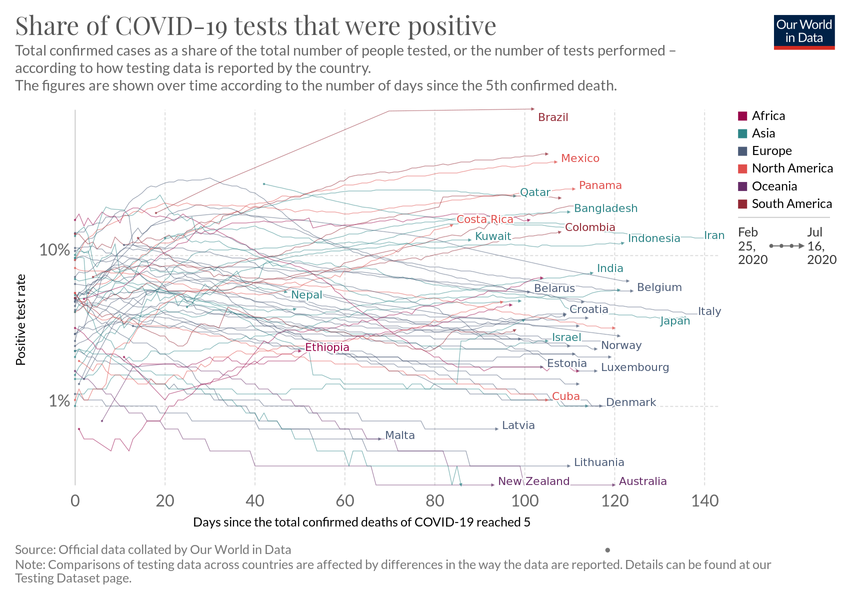 Share of COVID-19 tests that were positive
Our World
in Data
Total confirmed cases as a share of the total number of people tested, or the number of tests performed –
according to how testing data is reported by the country.
The figures are shown over time according to the number of days since the 5th confirmed death.
Brazil
Mexico
Panama
Qatar
Bangladesh
Costa Rica
Colombia
Kuwait
Indonesia
Iran
10%
India
Nepal
Belarus
Belgium
Croatia
Italy
Japan
Israel
Ethiopia
Norway
Estonia
Luxembourg
1%
Cuba
Denmark
Latvia
Malta
Lithuania
New Zealand
Australia
Positive test rate
0
20
40
60
80
100
120
140
Days since the total confirmed deaths of COVID-19 reached 5
Africa
Asia
Europe
North America
Oceania
South America
Feb
25,
2020
Jul
16,
2020
Source: Official data collated by Our World in Data
Note: Comparisons of testing data across countries are affected by differences in the way the data are reported. Details can be found at our
Testing Dataset page.